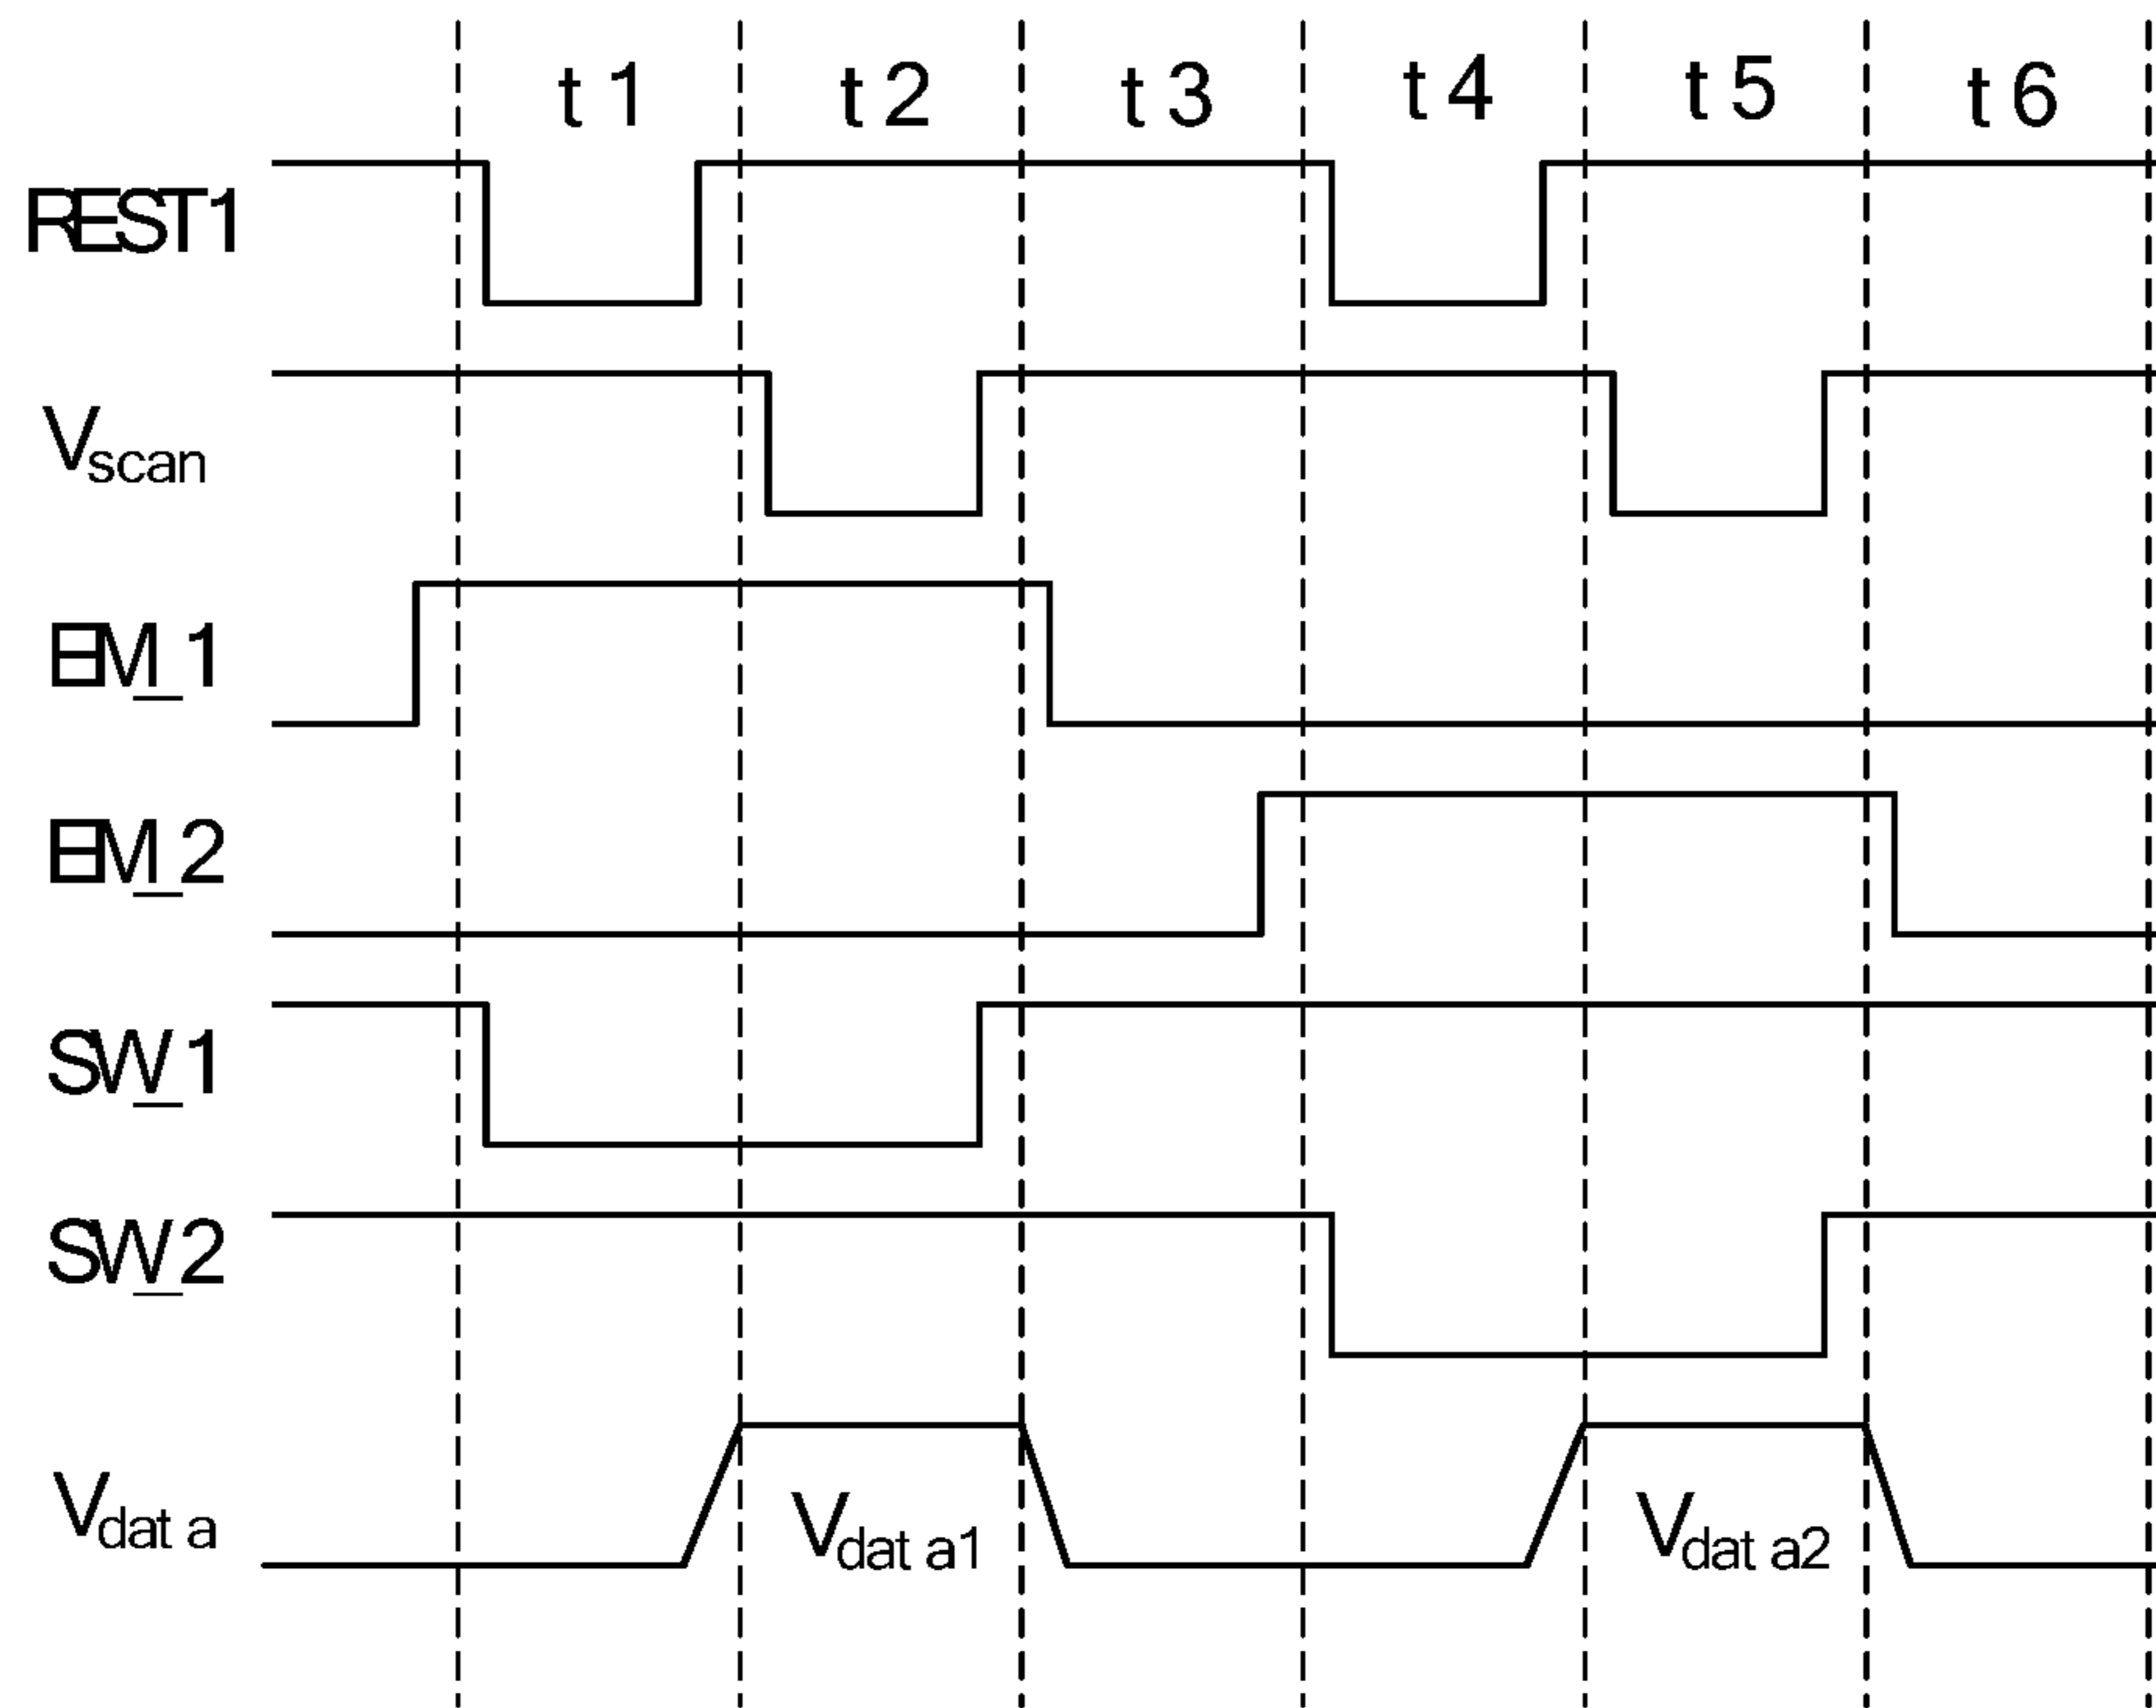 t1 t2 t3 t4 t5 t6
REST1
Vscan
EM_1
EM_2
SW_1
SW_2
Vdata Vdata1 Vdata2